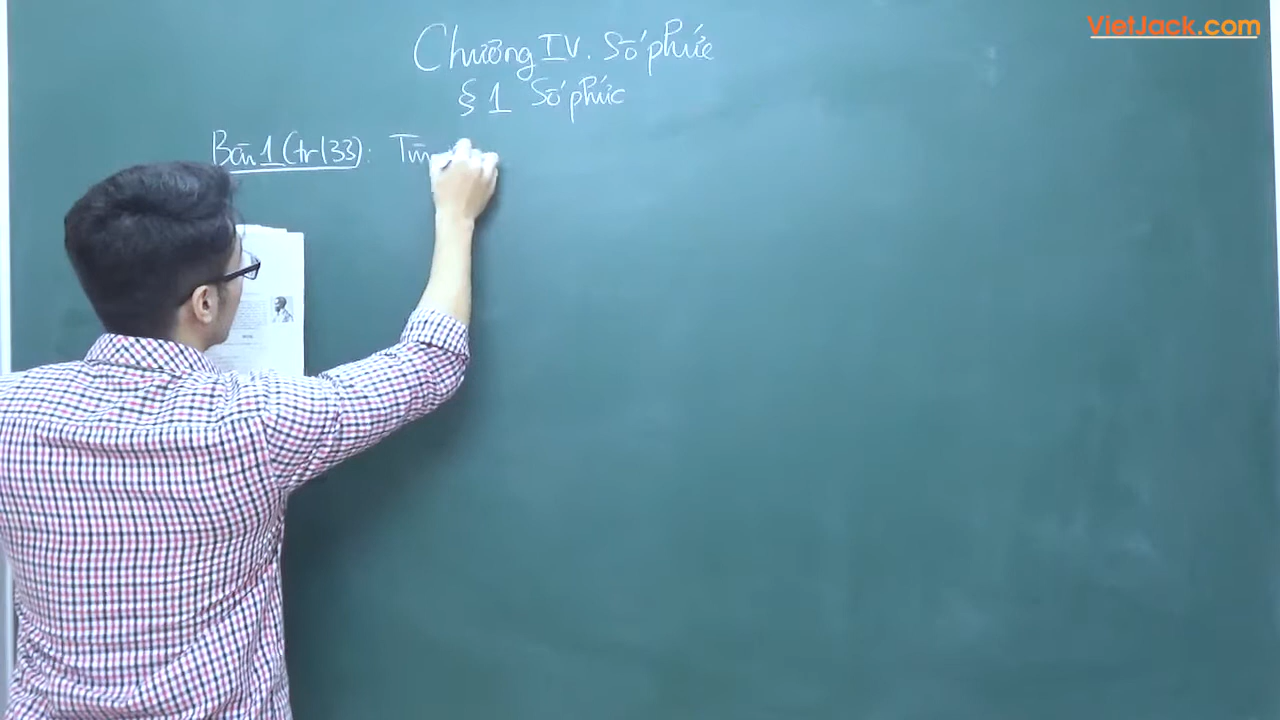 VietJack.com
Chương IV. Số phức
§ 1 Số phức
Bài 1 (tr133): Tìm